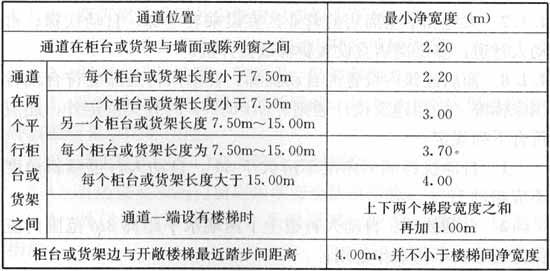 通道位置 最小净宽度（m）
通道在柜台或货架与墙面或陈列窗之间 2.20
通道在两个平行柜台或货架之间
每个柜台或货架长度小于7.50m 2.20
一个柜台或货架长度小于7.50m
另一个柜台或货架长度7.50m～15.00m 3.00
每个柜台或货架长度为7.50m～15.00m 3.70
每个柜台或货架长度大于15.00m 4.00
通道一端设有楼梯时 上下两个梯段宽度之和
再加1.00m
柜台或货架边与开敞楼梯最近踏步间距离 4.00m，并不小于楼梯间净宽度